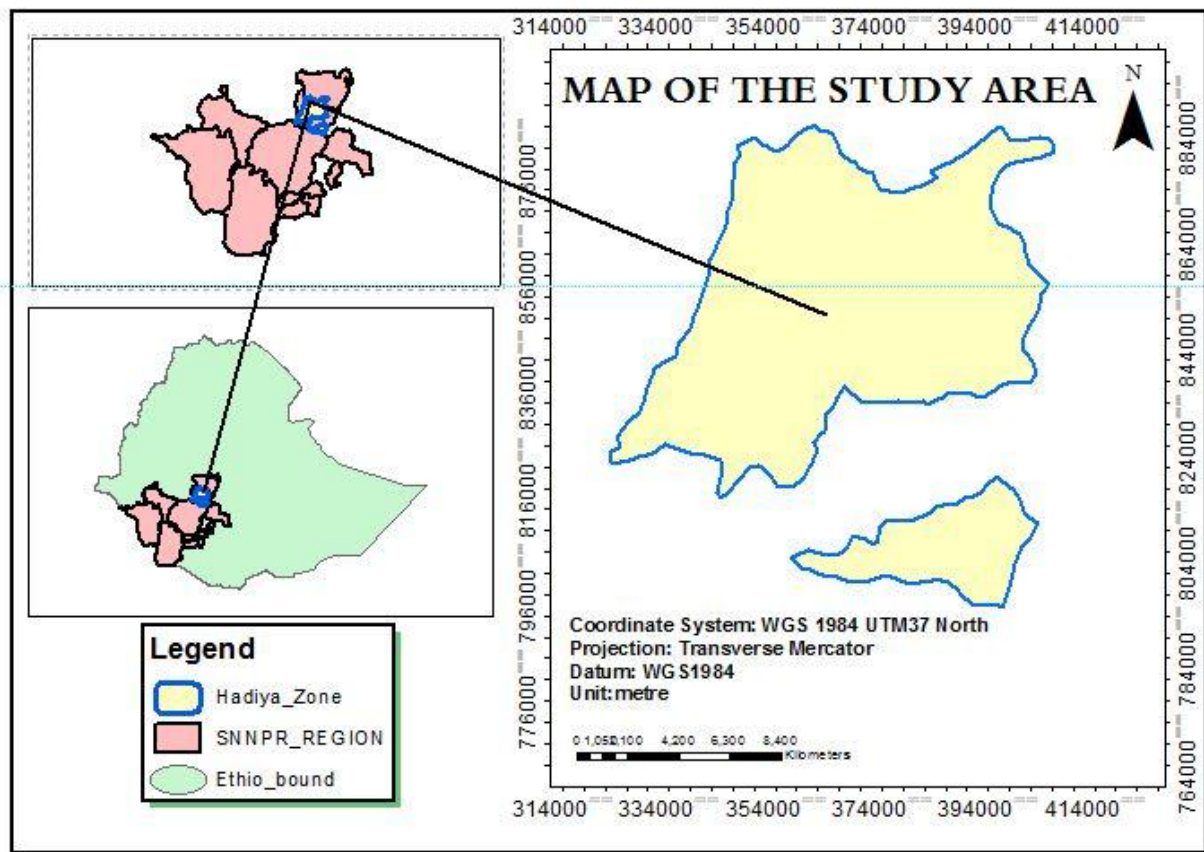 314000 334000 354000 374000 394000 414000
MAP OF THE STUDY AREA
N
876000
856000
836000
816000
796000
776000
884000
864000
844000
824000
804000
784000
764000
Legend
Hadiya_Zone
SNNPR_REGION
Ethio_bound
Coordinate System: WGS 1984 UTM37 North
Projection: Transverse Mercator
Datum: WGS1984
Unit:metre
4,200 6,300 8,400
Kilometers
314000 334000 354000 374000 394000 414000